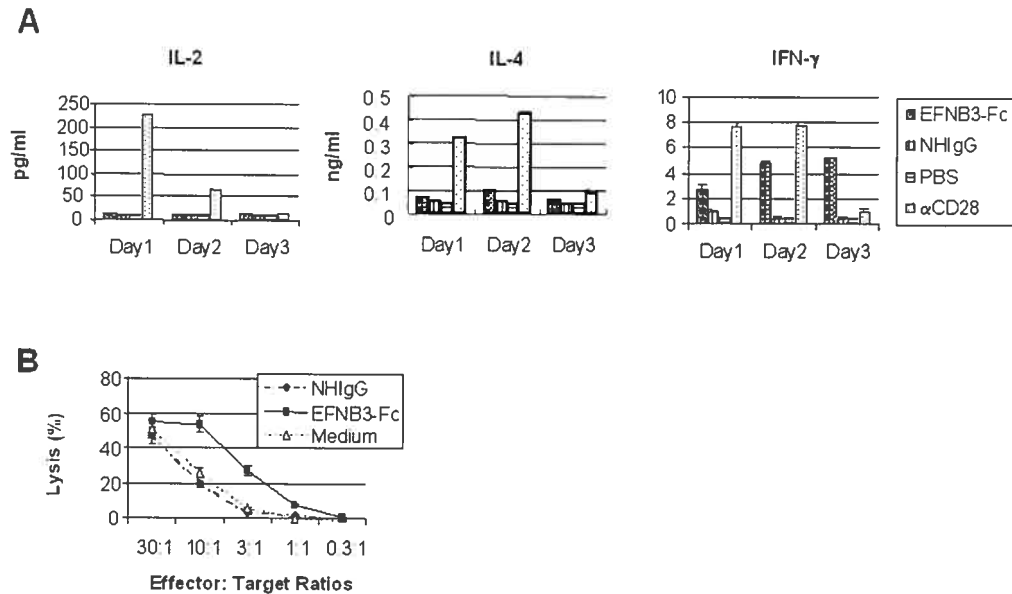 A
IL-2
250
200
150
100
50
0
pg/ml
Day1 Day2 Day3
IL-4
0 5
0.4
0.3
0.2
0.1
0
ng/ml
Day1 Day2 Day3
IFN-γ
10
8
6
4
2
0
Day1 Day2 Day3
EFNB3-Fc
NHIgG
PBS
αCD28
B
80
60
40
20
0
Lysis (%)
NHIgG
EFNB3-Fc
Medium
30:1 10:1 3:1 1:1 0.3:1
Effector: Target Ratios